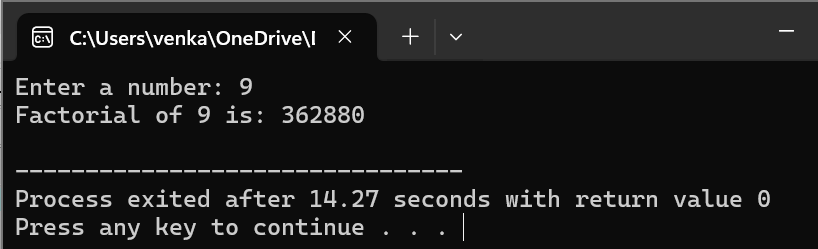 C:\Users\venka\OneDrive\I
Enter a number: 9
Factorial of 9 is: 362880
--------------------------------
Process exited after 14.27 seconds with return value 0
Press any key to continue . . .